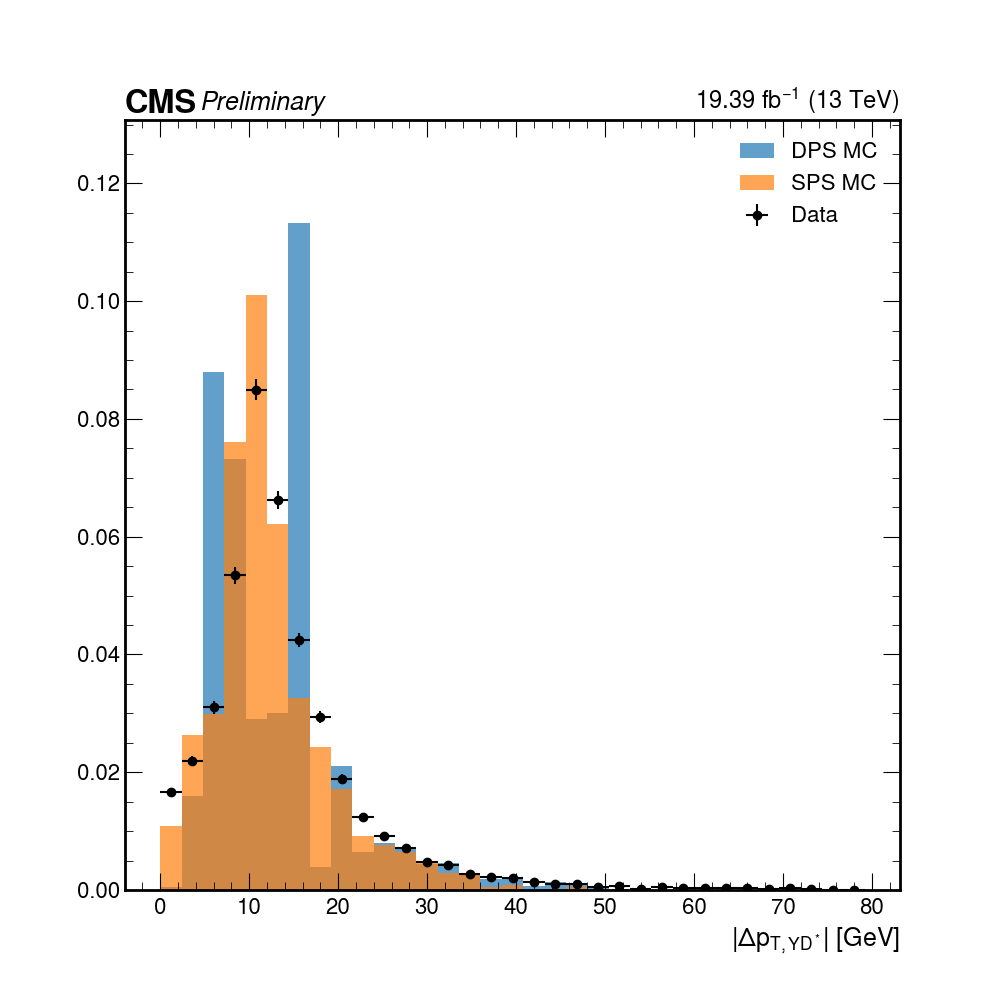 CMS Preliminary 19.39 fb⁻¹ (13 TeV)
DPS MC
SPS MC
Data
0.12
0.10
0.08
0.06
0.04
0.02
0.00
0 10 20 30 40 50 60 70 80
|Δp_{T, YD*}| [GeV]